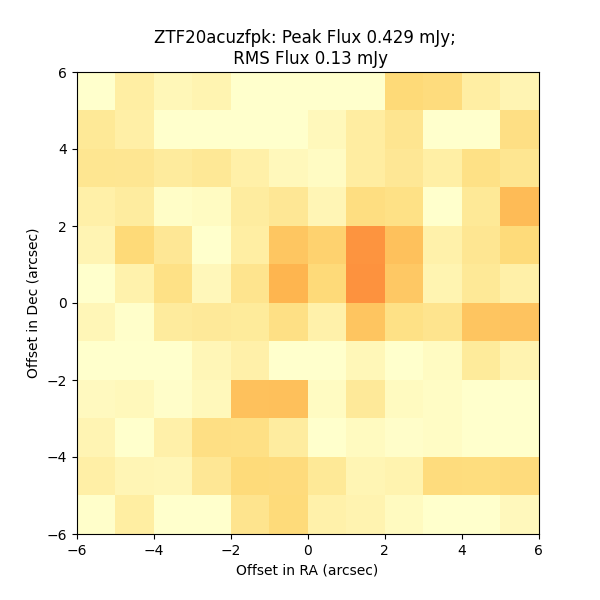 ZTF20acuzfpk: Peak Flux 0.429 mJy;
RMS Flux 0.13 mJy
6
4
2
0
−2
−4
−6
Offset in Dec (arcsec)
−6 −4 −2 0 2 4 6
Offset in RA (arcsec)